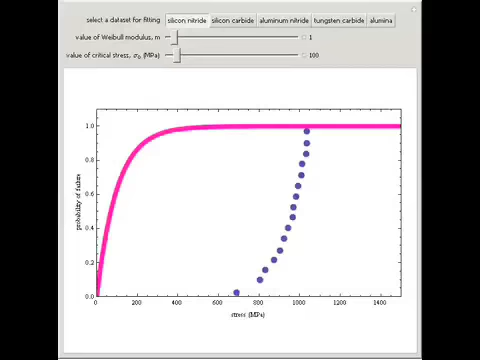 select a dataset for fitting silicon nitride silicon carbide aluminum nitride tungsten carbide alumina
value of Weibull modulus, m 1
value of critical stress, σ₀ (MPa) 100
1.0
0.8
0.6
0.4
0.2
0.0
probability of failure
0 200 400 600 800 1000 1200 1400
stress (MPa)